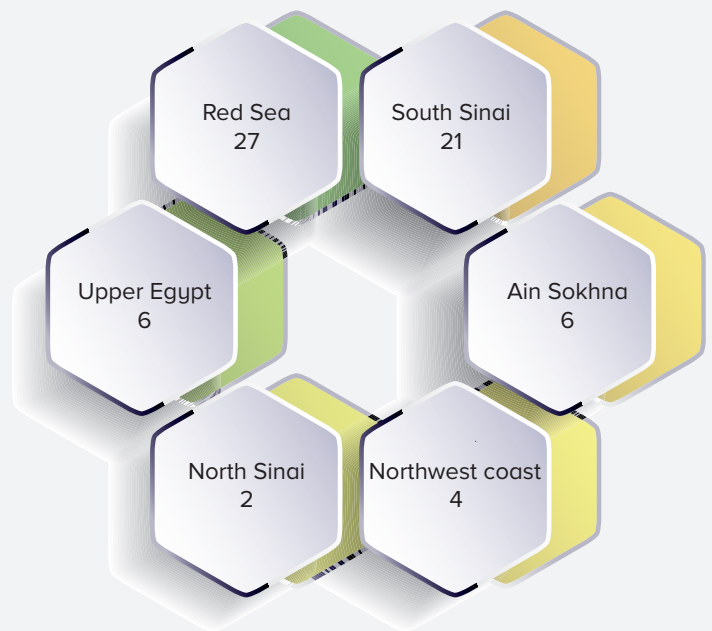 Red Sea
27
South Sinai
21
Upper Egypt
6
Ain Sokhna
6
North Sinai
2
Northwest coast
4